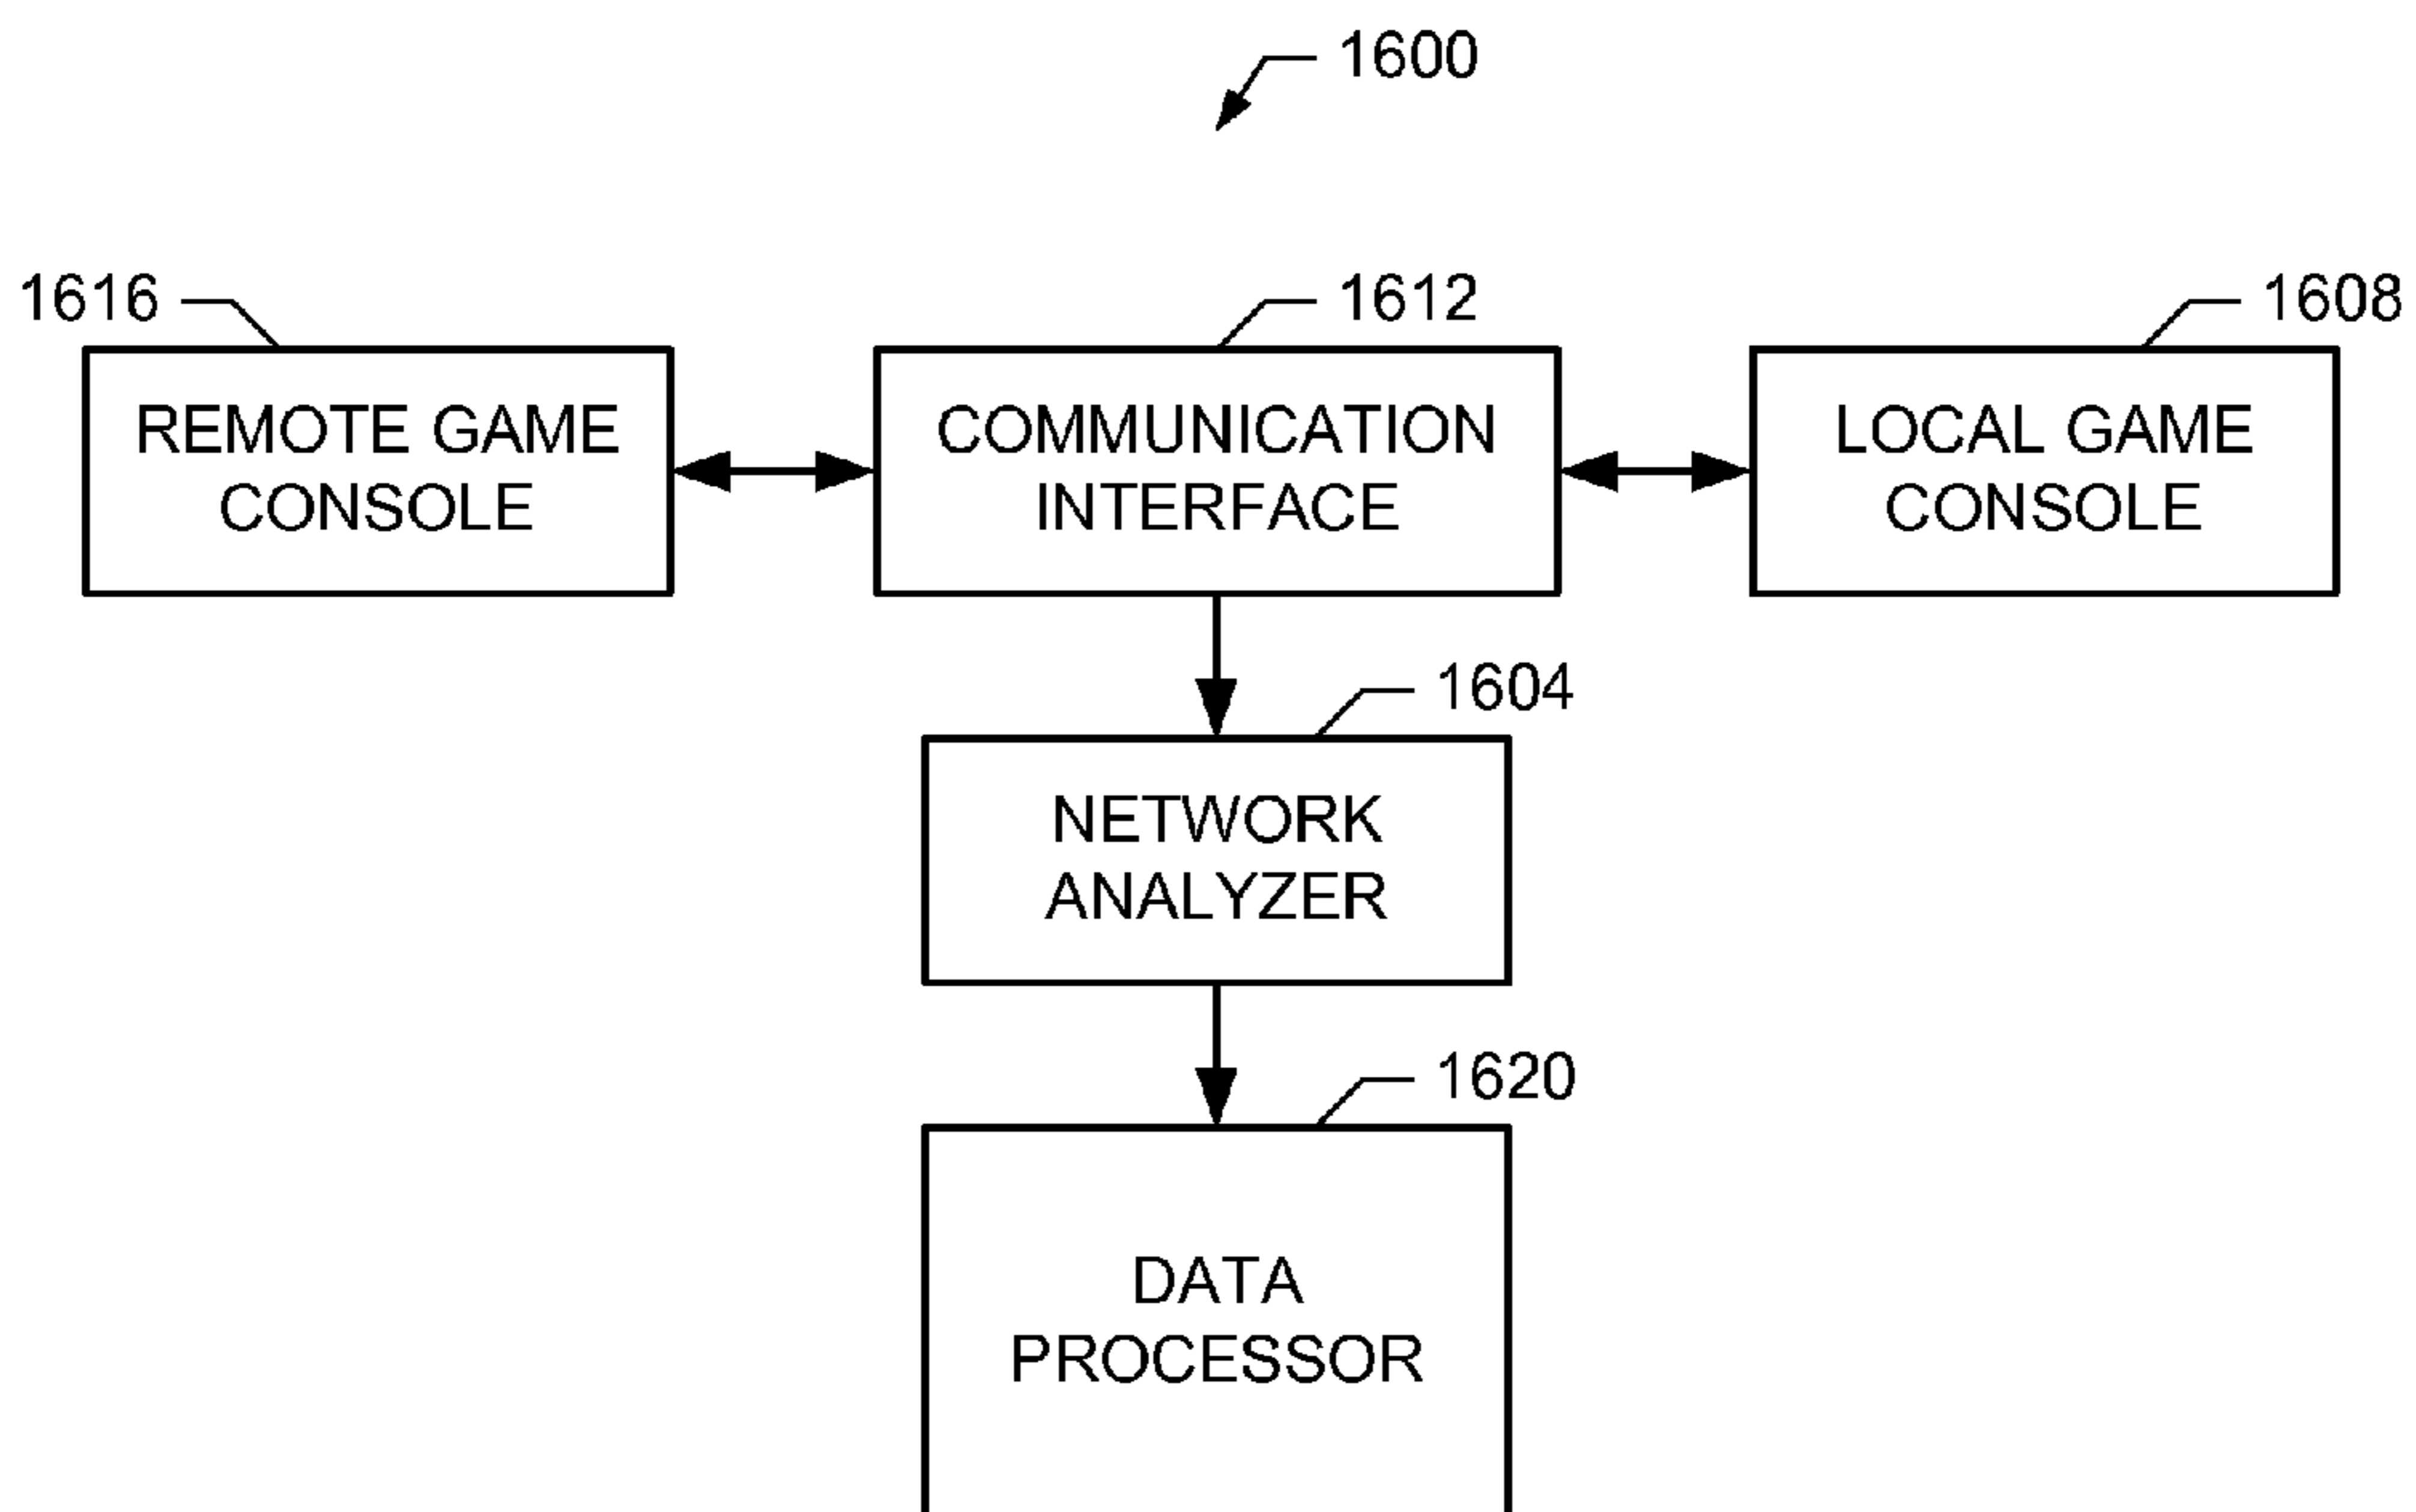 1600
1616
1612
1608
REMOTE GAME
CONSOLE
COMMUNICATION
INTERFACE
LOCAL GAME
CONSOLE
1604
NETWORK
ANALYZER
1620
DATA
PROCESSOR